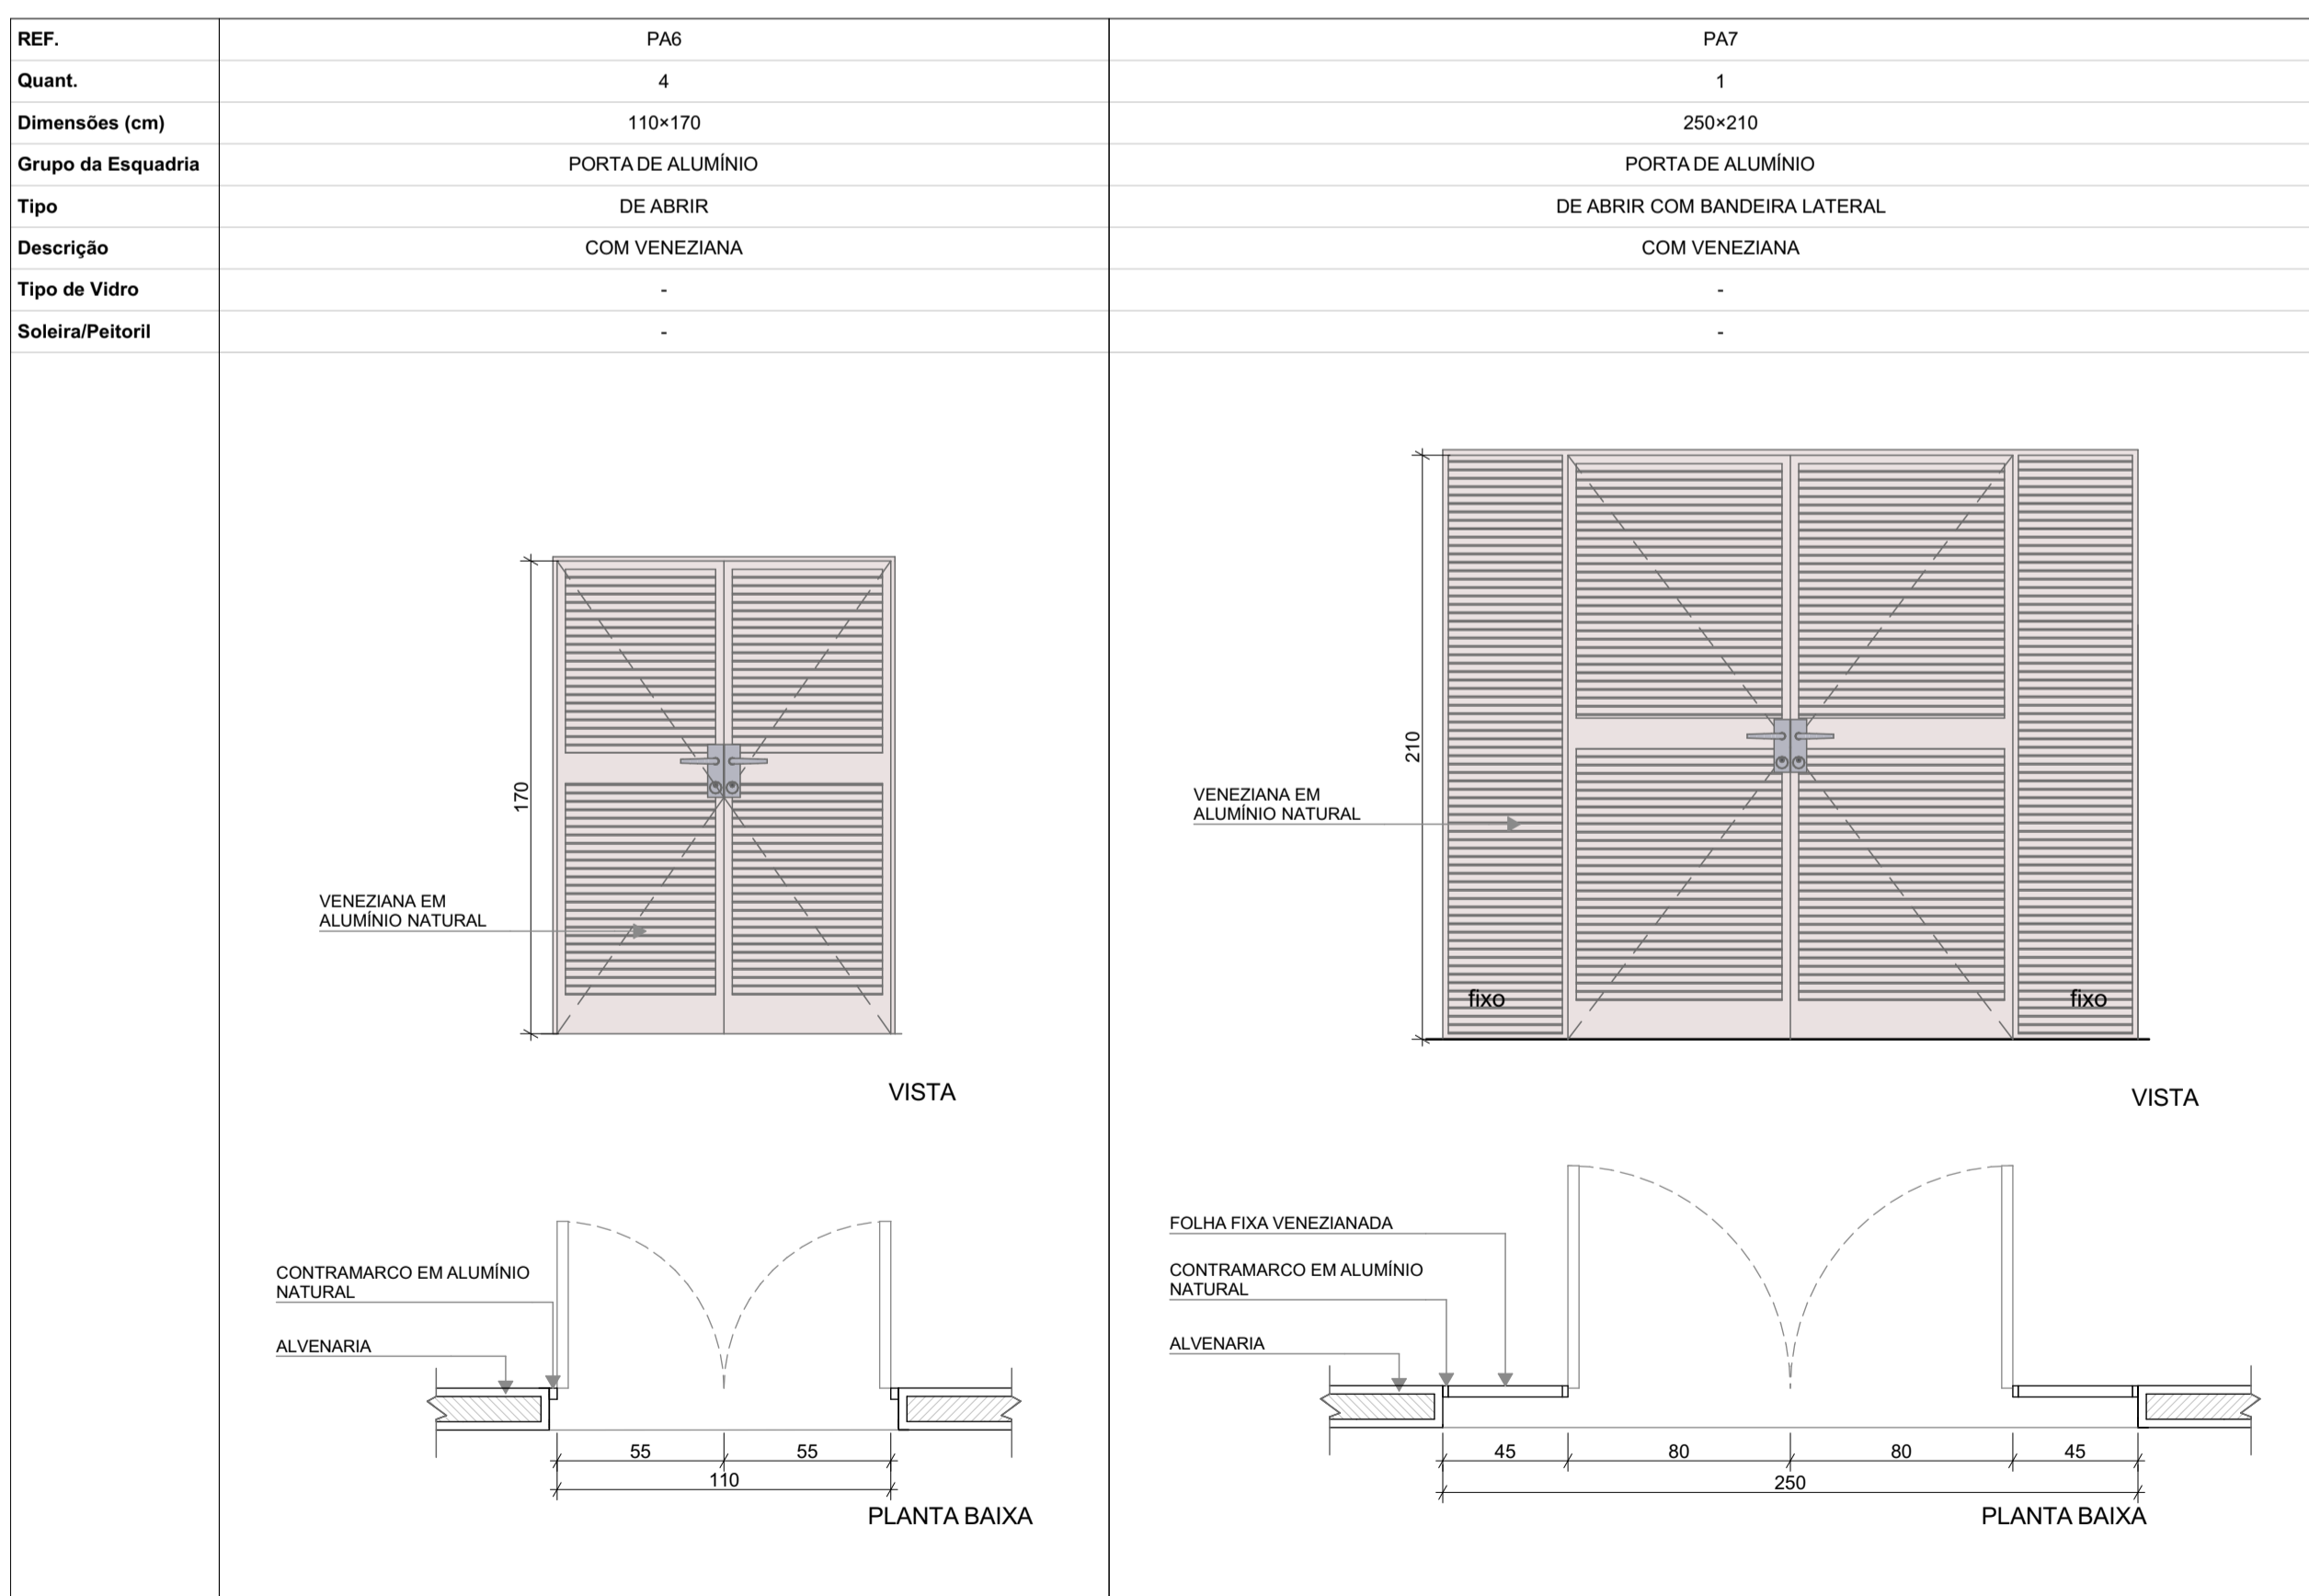 REF. PA6 PA7
Quant. 4 1
Dimensões (cm) 110×170 250×210
Grupo da Esquadria PORTA DE ALUMÍNIO PORTA DE ALUMÍNIO
Tipo DE ABRIR DE ABRIR COM BANDEIRA LATERAL
Descrição COM VENEZIANA COM VENEZIANA
Tipo de Vidro - -
Soleira/Peitoril - -
170
VENEZIANA EM
ALUMÍNIO NATURAL
VISTA
CONTRAMARCO EM ALUMÍNIO
NATURAL
ALVENARIA
55 55
110
PLANTA BAIXA
210
VENEZIANA EM
ALUMÍNIO NATURAL
fixo fixo
VISTA
FOLHA FIXA VENEZIANADA
CONTRAMARCO EM ALUMÍNIO
NATURAL
ALVENARIA
45 80 80 45
250
PLANTA BAIXA